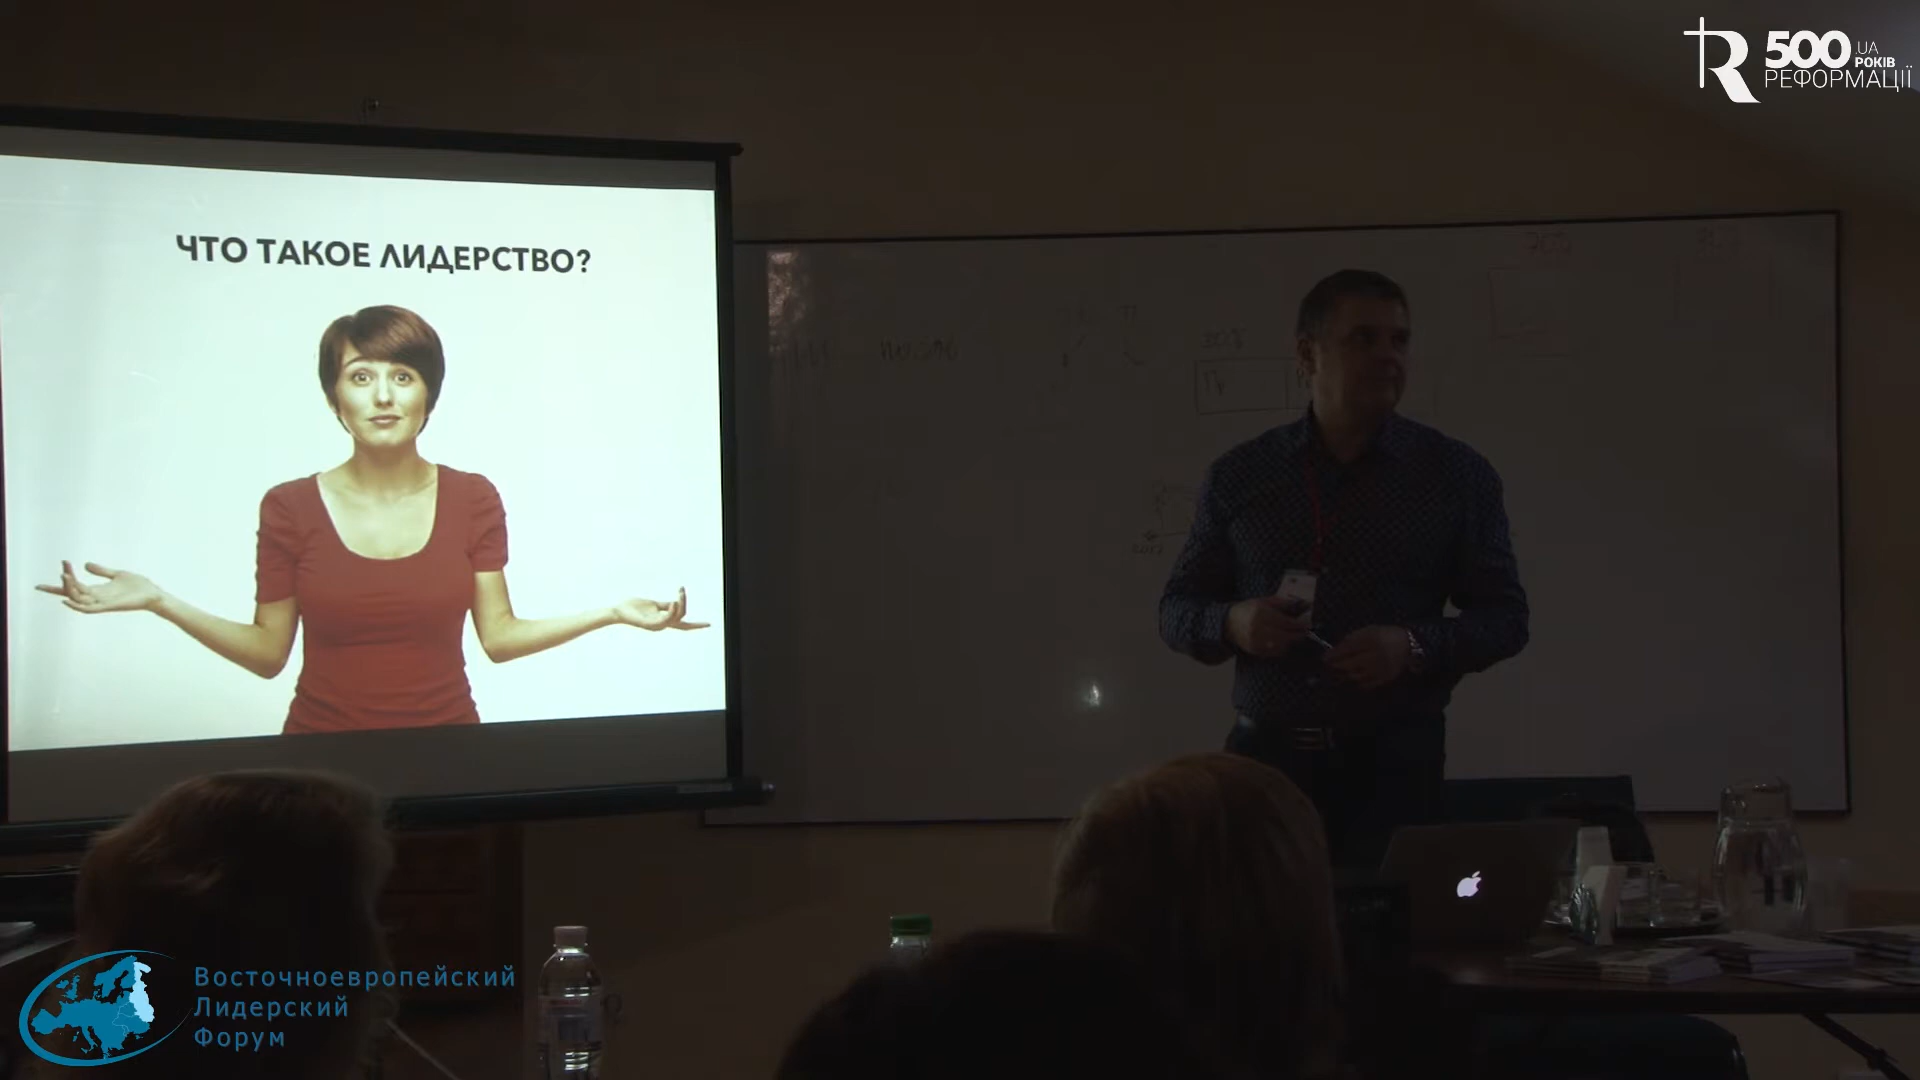 500
.UA
РОКІВ
РЕФОРМАЦІЇ
ЧТО ТАКОЕ ЛИДЕРСТВО?
Восточноевропейский
Лидерский
Форум